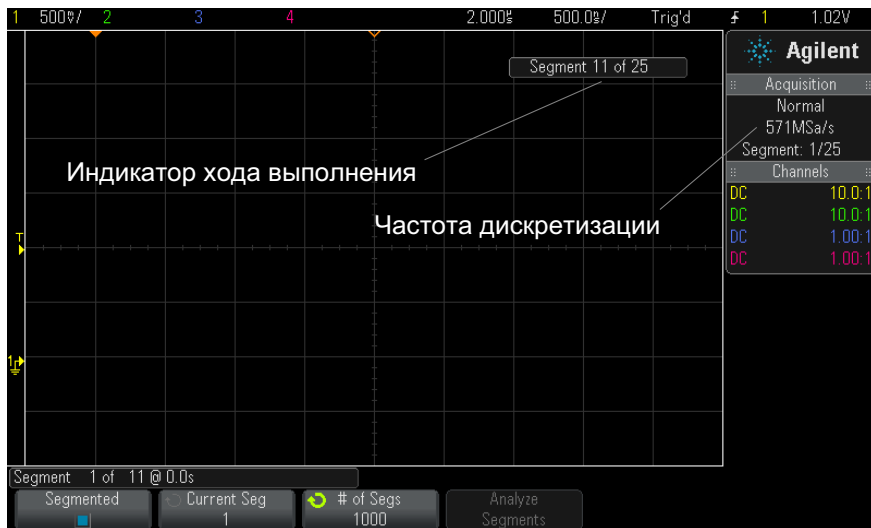 1 500mV/ 2 3 4 2.000s 500.0s/ Trig'd 1 1.02V
Agilent
Segment 11 of 25
Acquisition
Normal
571MSa/s
Segment: 1/25
Индикатор хода выполнения
Channels
DC 10.0:1
DC 10.0:1
DC 1.00:1
DC 1.00:1
Частота дискретизации
T
1
Segment 1 of 11 @ 0.0s
Segmented
Current Seg
1
# of Segs
1000
Analyze
Segments